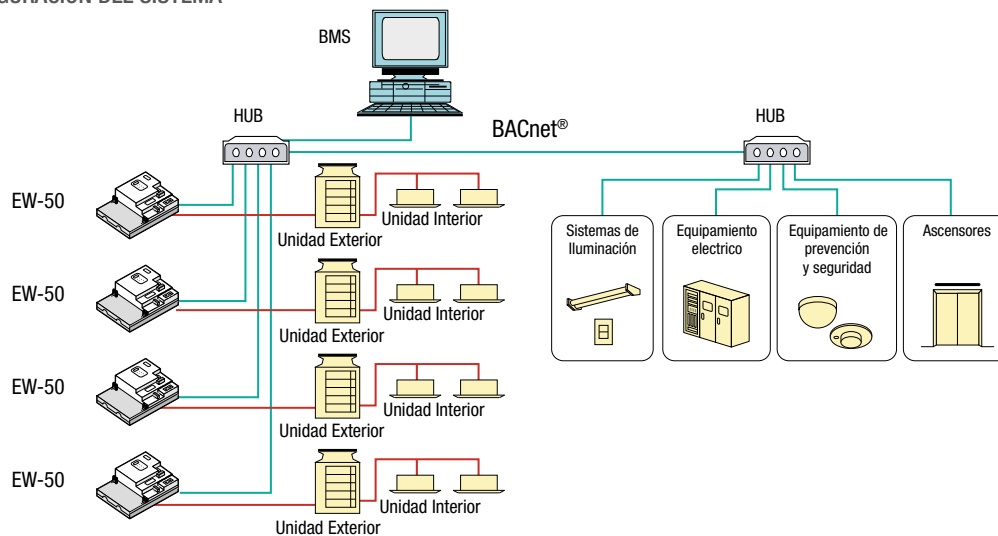 BMS
HUB
BACnet®
HUB
EW-50
Unidad Interior
Unidad Exterior
Sistemas de
Iluminación
Equipamiento
electrico
Equipamiento de
prevención
y seguridad
Ascensores
EW-50
Unidad Interior
Unidad Exterior
EW-50
Unidad Interior
Unidad Exterior
EW-50
Unidad Interior
Unidad Exterior